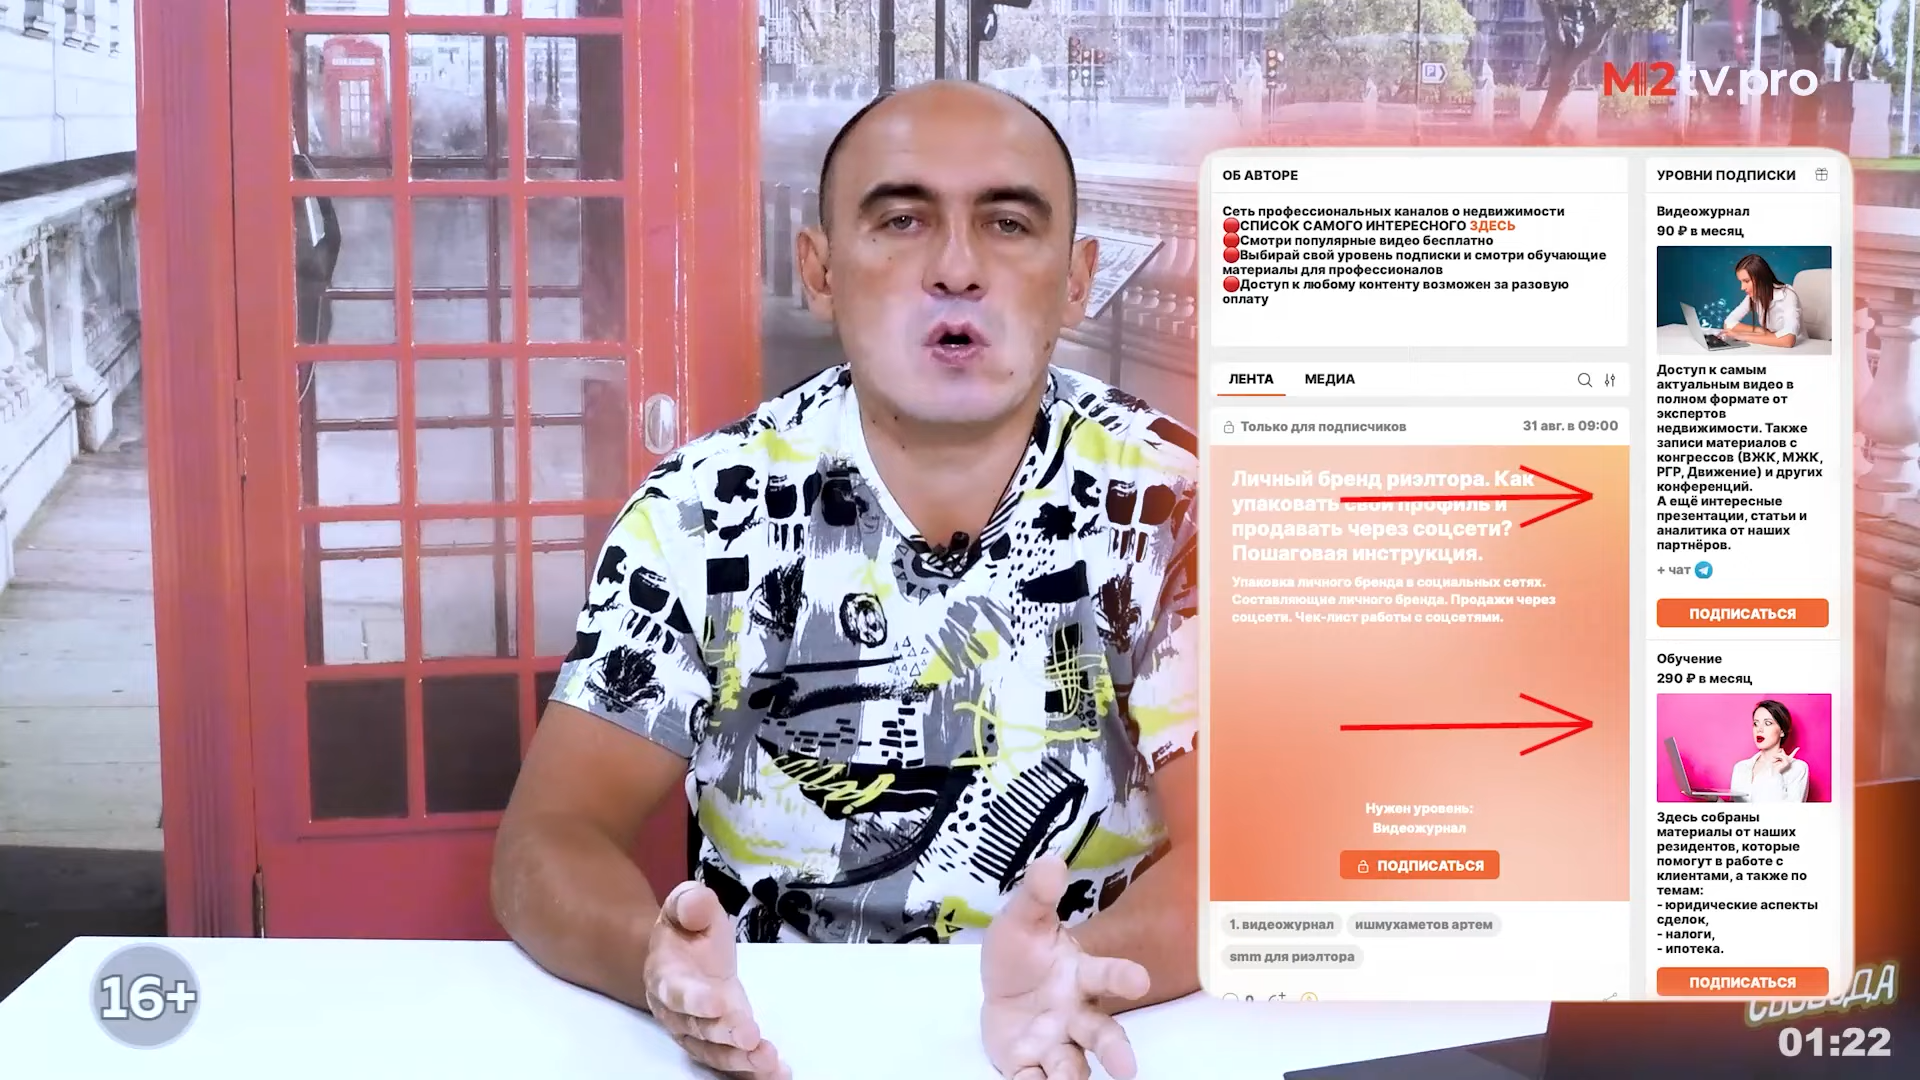 M2tv.pro
ОБ АВТОРЕ
Сеть профессиональных каналов о недвижимости
🔴СПИСОК САМОГО ИНТЕРЕСНОГО ЗДЕСЬ
🔴Смотри популярные видео бесплатно
🔴Выбирай свой уровень подписки и смотри обучающие
материалы для профессионалов
🔴Доступ к любому контенту возможен за разовую
оплату
ЛЕНТА МЕДИА
Только для подписчиков 31 авг. в 09:00
Личный бренд риэлтора. Как
упаковать свой профиль и
продавать через соцсети?
Пошаговая инструкция.
Упаковка личного бренда в социальных сетях.
Составляющие личного бренда. Продажи через
соцсети. Чек-лист работы с соцсетями.
Нужен уровень:
Видеожурнал
ПОДПИСАТЬСЯ
1. видеожурнал ишмухаметов артем
smm для риэлтора
УРОВНИ ПОДПИСКИ
Видеожурнал
90 ₽ в месяц
Доступ к самым
актуальным видео в
полном формате от
экспертов
недвижимости. Также
записи материалов с
конгрессов (ВЖК, МЖК,
РГР, Движение) и других
конференций.
А ещё интересные
презентации, статьи и
аналитика от наших
партнёров.
+ чат
ПОДПИСАТЬСЯ
Обучение
290 ₽ в месяц
Здесь собраны
материалы от наших
резидентов, которые
помогут в работе с
клиентами, а также по
темам:
- юридические аспекты
сделок,
- налоги,
- ипотека.
ПОДПИСАТЬСЯ
16+
01:22